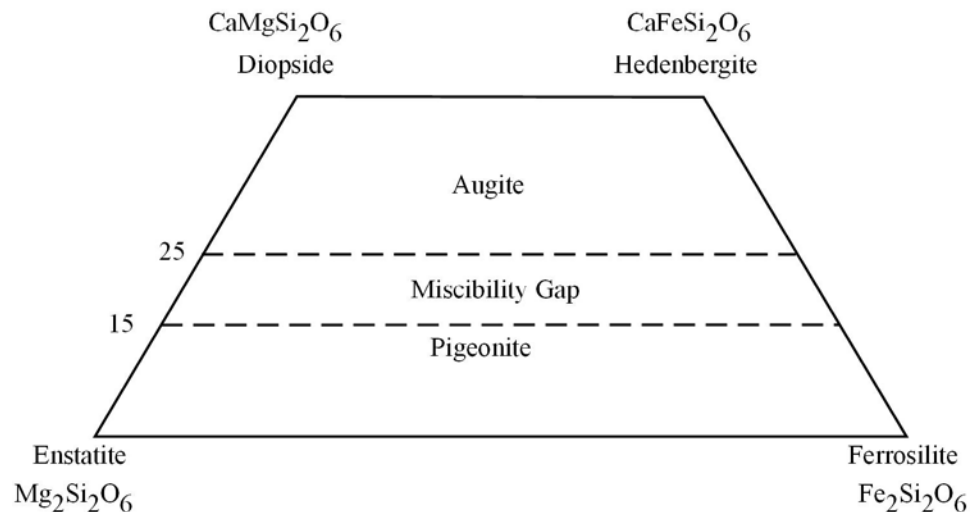 CaMgSi₂O₆
CaFeSi₂O₆
Diopside
Hedenbergite
Augite
25
Miscibility Gap
15
Pigeonite
Enstatite
Ferrosilite
Mg₂Si₂O₆
Fe₂Si₂O₆